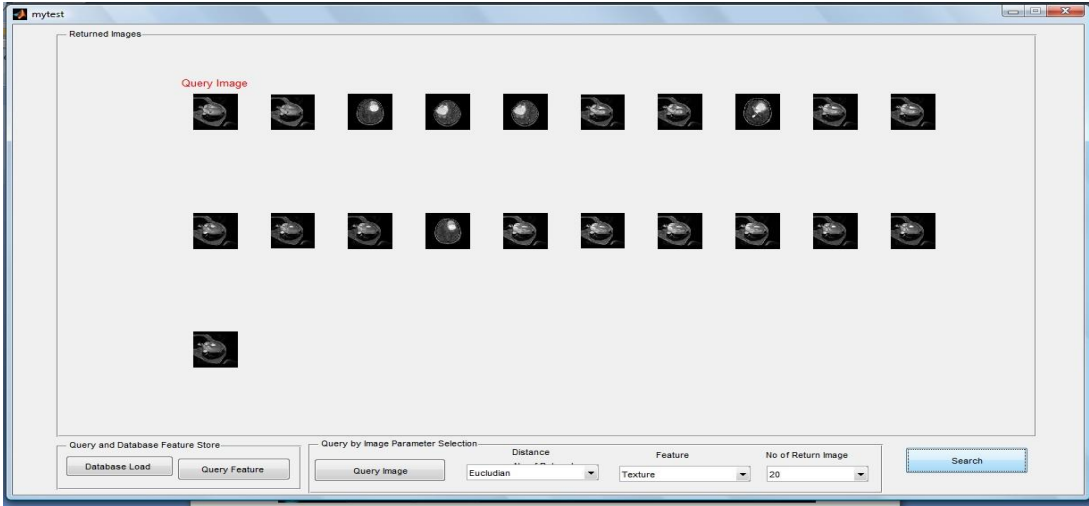 mytest
Returned Images
Query Image
Query and Database Feature Store
Database Load
Query Feature
Query by Image Parameter Selection
Query Image
Distance
Eucludian
Feature
Texture
No of Return Image
20
Search